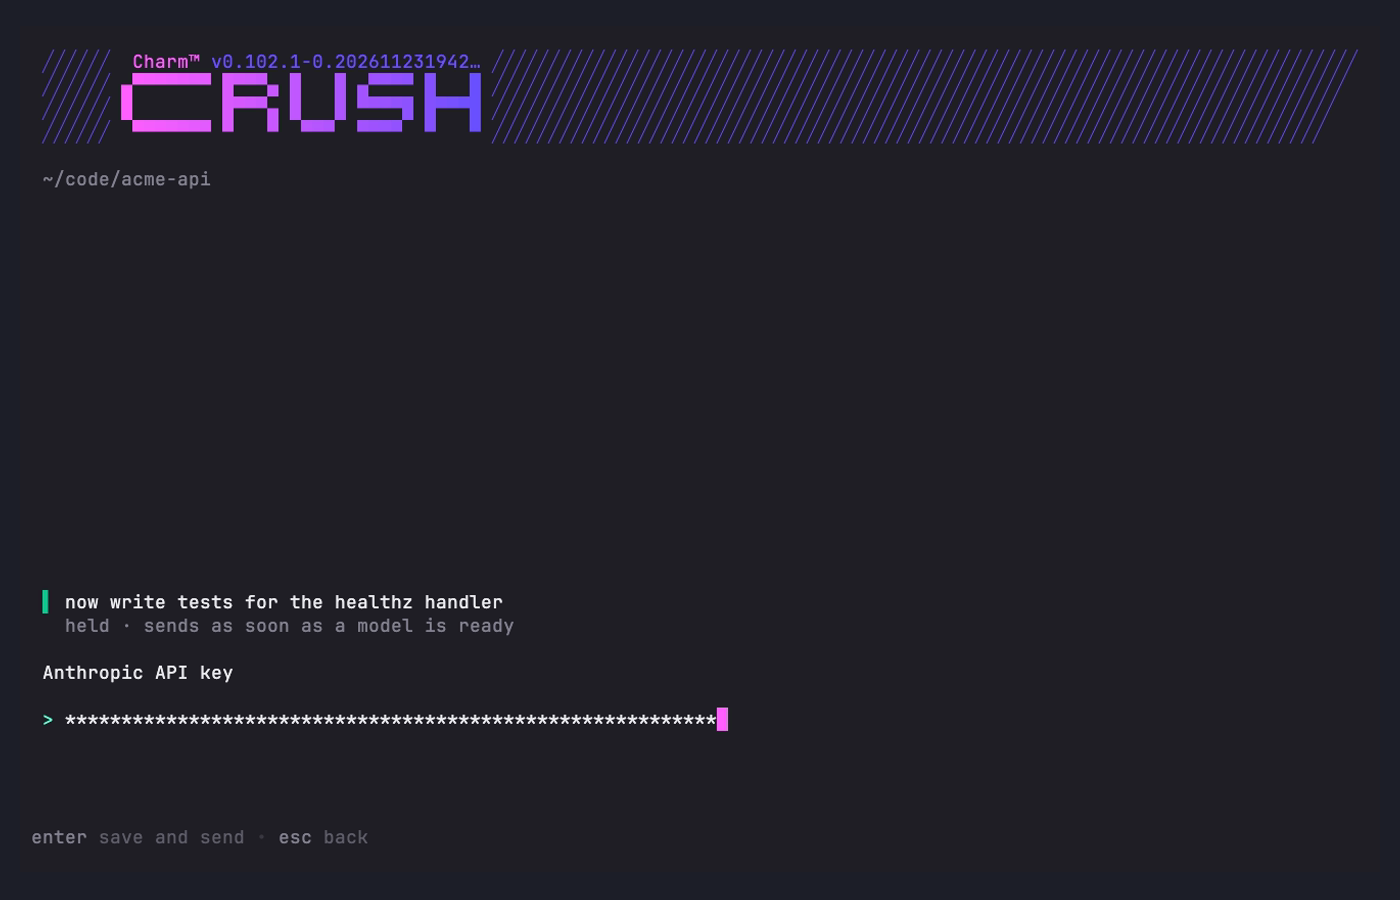 Charm™ v0.102.1-0.202611231942…
CRUSH
~/code/acme-api
now write tests for the healthz handler
held · sends as soon as a model is ready
Anthropic API key
> **********************************************************
enter save and send · esc back